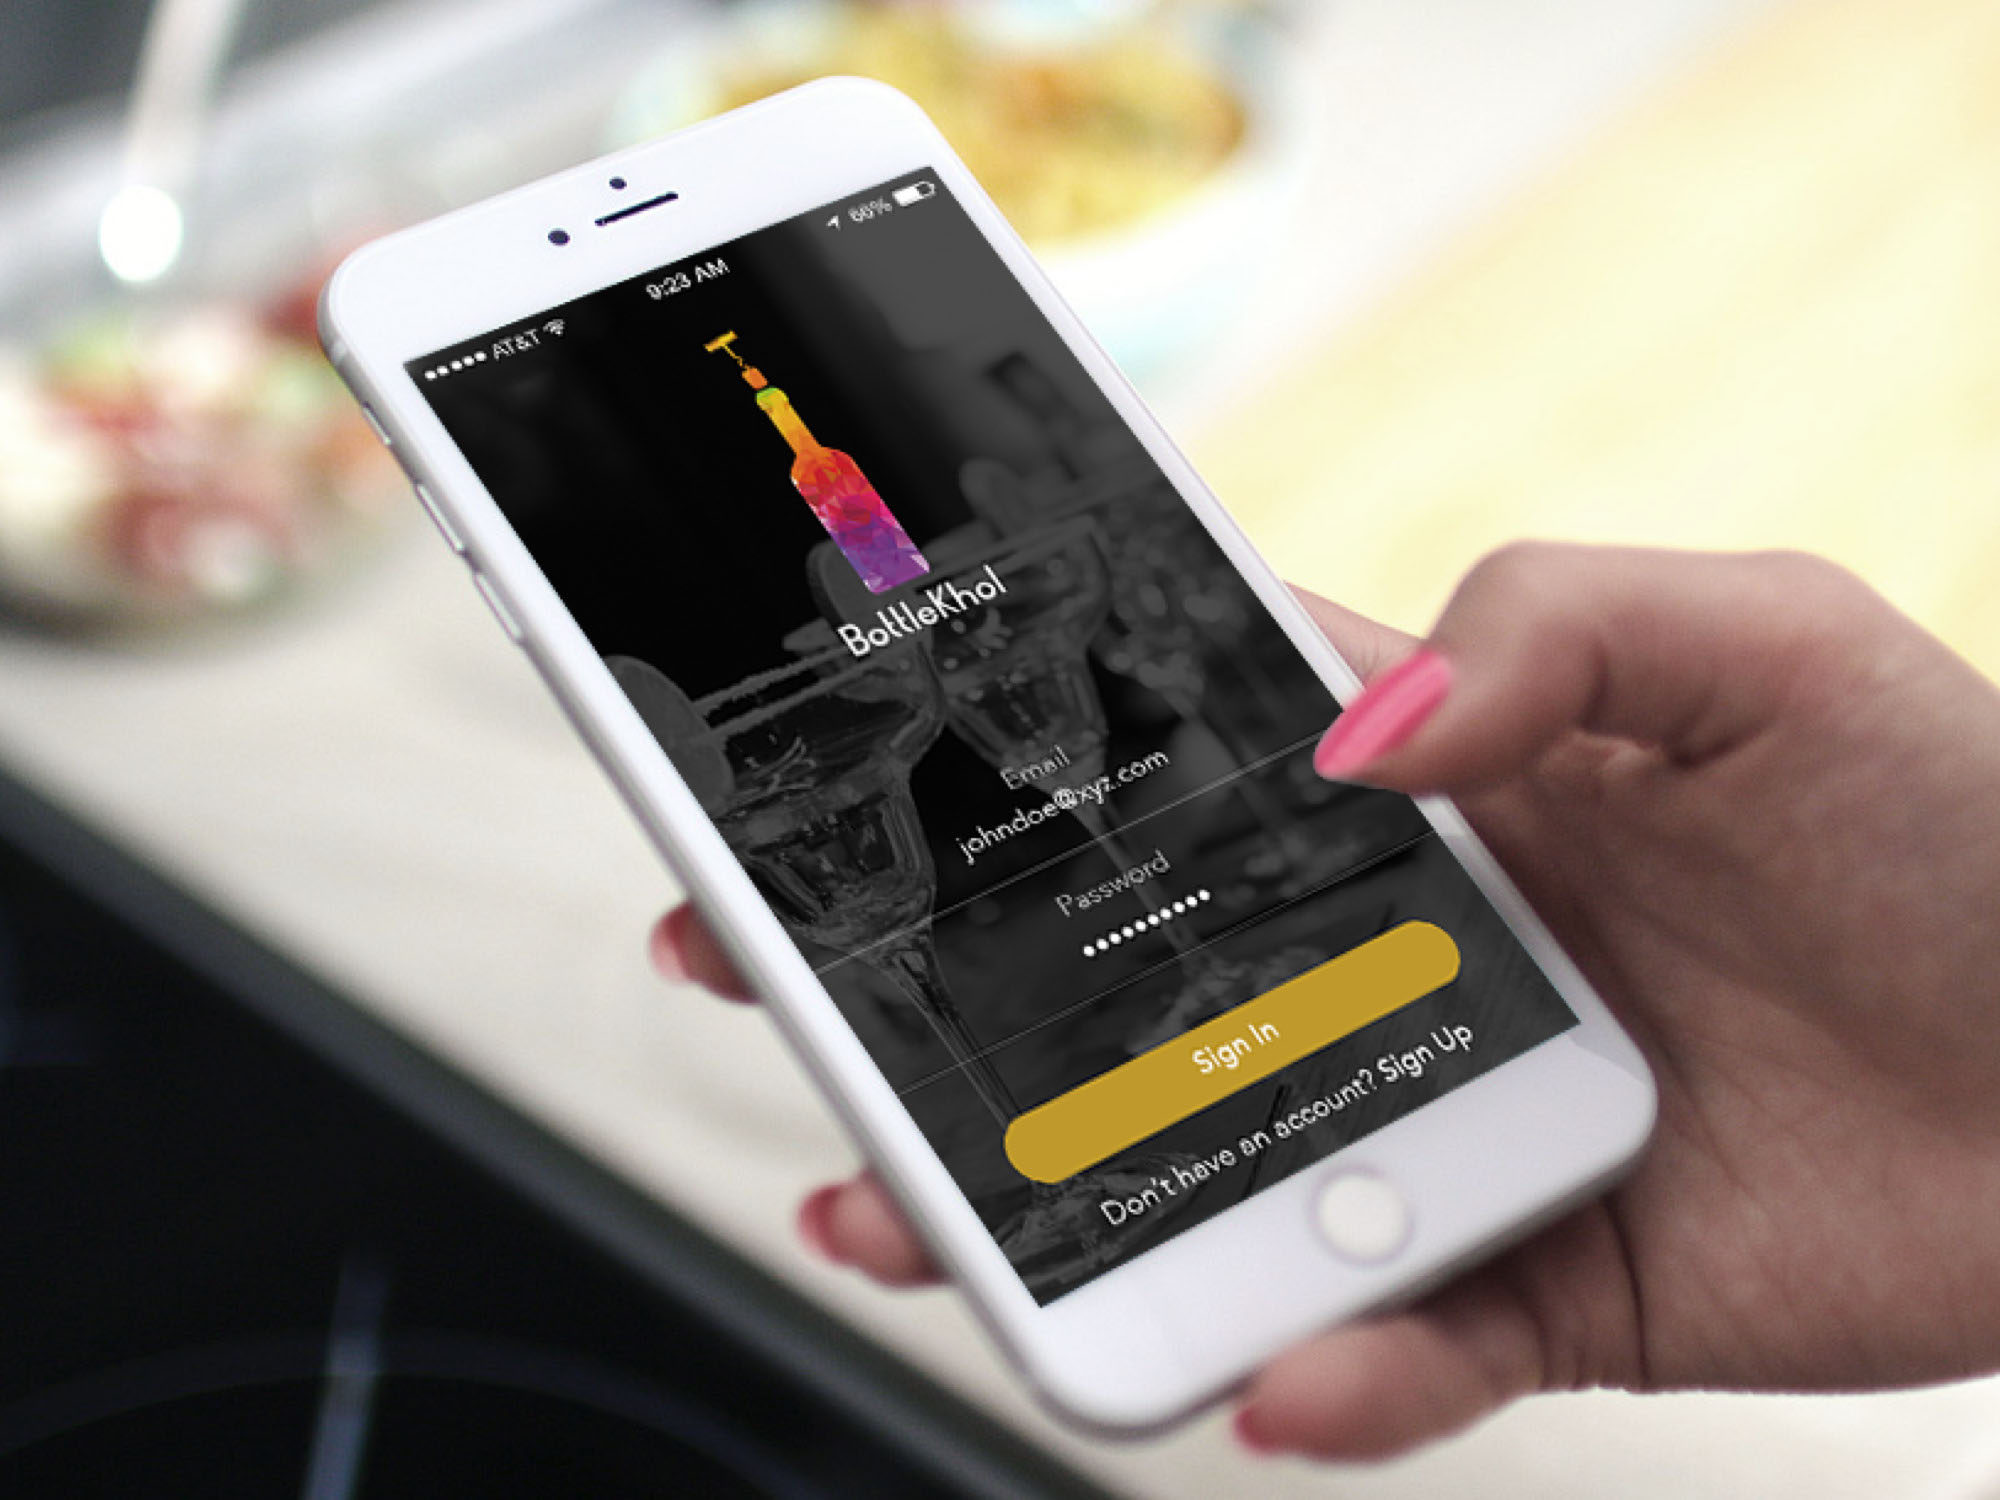 AT&T
9:23 AM
66%
BottleKhol
Email
johndoe@xyz.com
Password
••••••••••
Sign In
Don't have an account? Sign Up